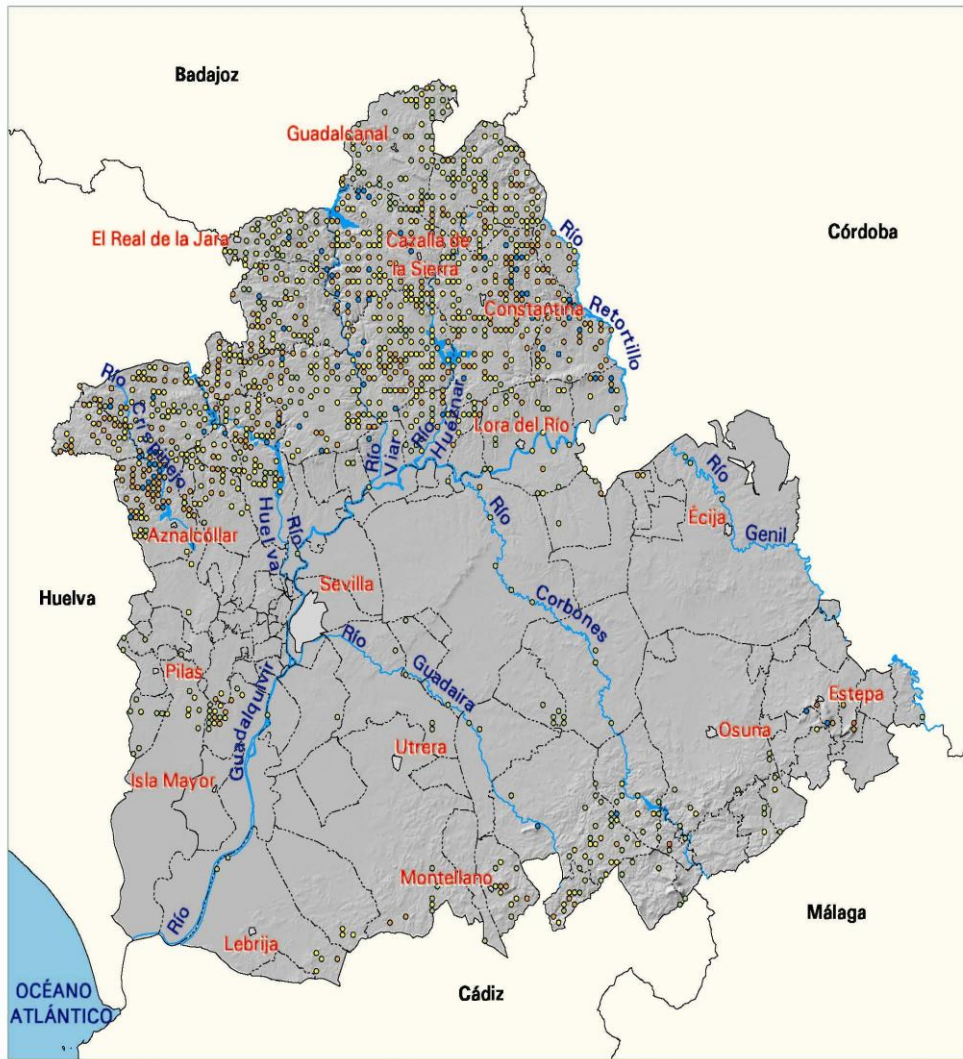 Badajoz
Guadalcanal
El Real de la Jara
Cazalla de
la Sierra
Río
Córdoba
Constantina
Retortillo
Río
Crispinejo
Huelva
Río
Viar
Río
Huéznar
Lora del Río
Río
Río
Écija
Genil
Aznalcóllar
Río
Huelva
Sevilla
Río
Corbones
Pilas
Guadalquivir
Guadaira
Estepa
Osuna
Utrera
Isla Mayor
Montellano
Málaga
Río
Lebrija
Cádiz
OCÉANO
ATLÁNTICO